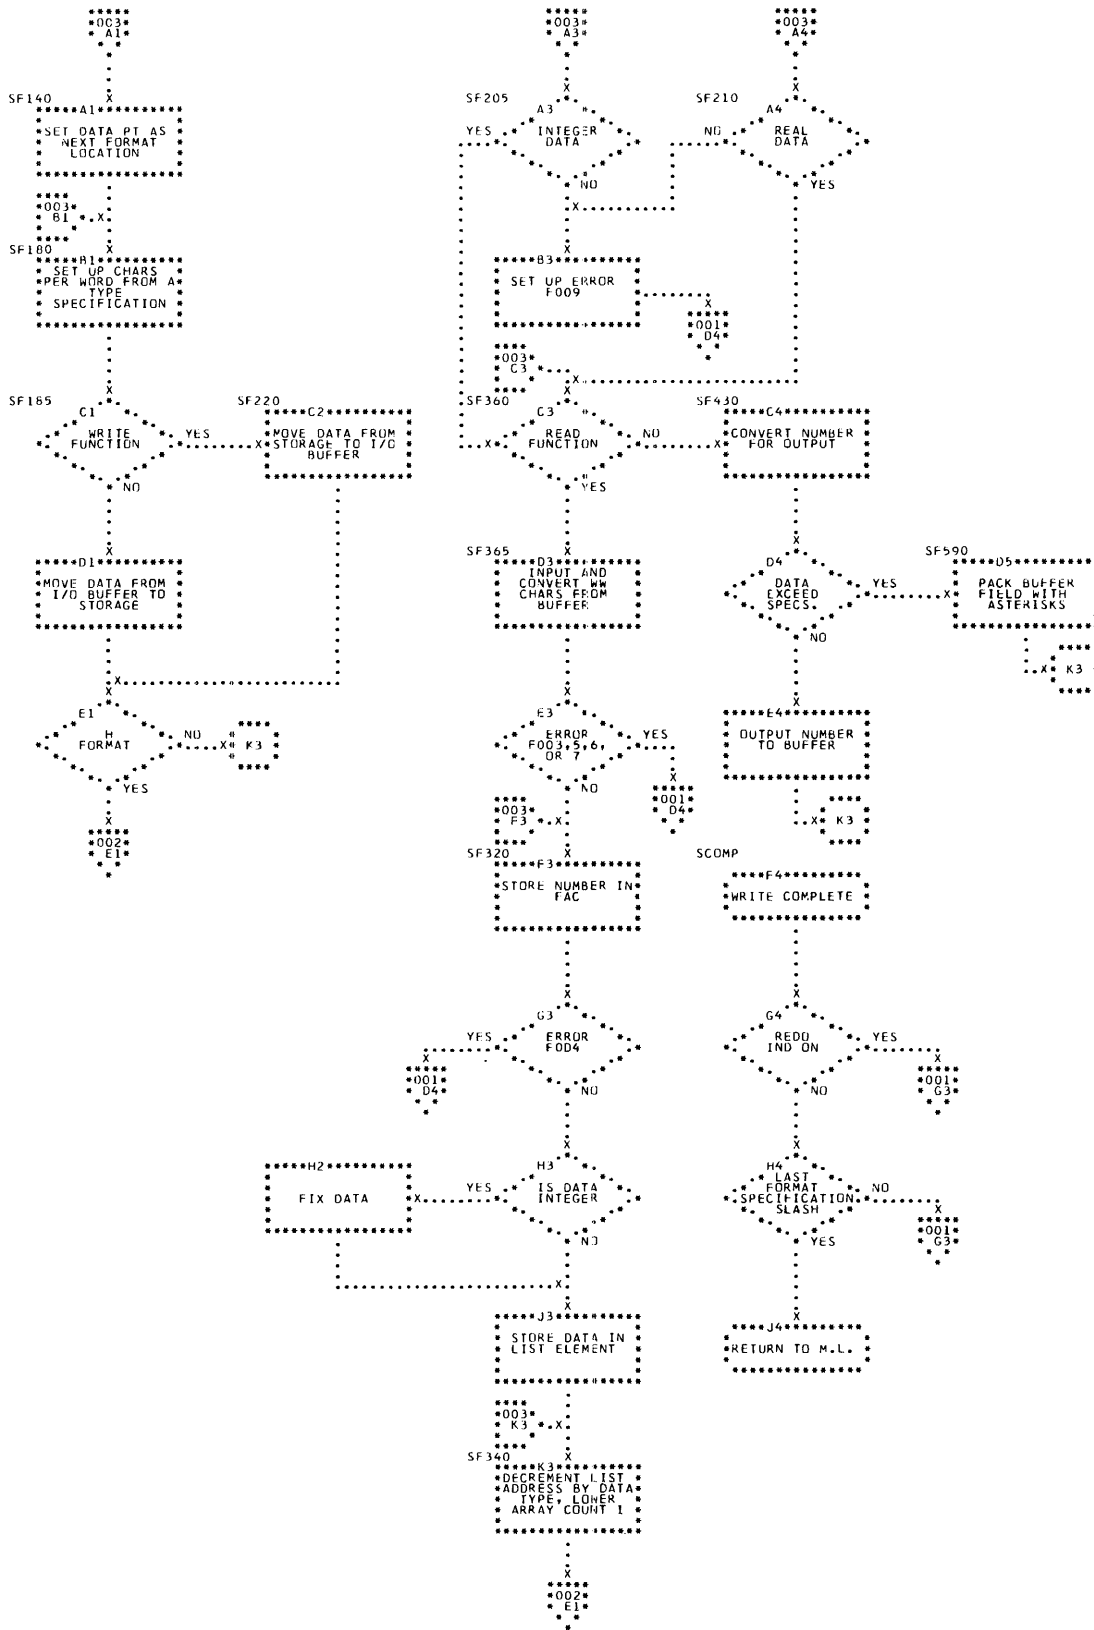 003
A1
003
A3
003
A4
SF140
A1
SET DATA PT AS
NEXT FORMAT
LOCATION
SF205
A3
YES
INTEGER
DATA
NO
SF210
A4
NO
REAL
DATA
YES
003
B1
SF180
B1
SET UP CHARS
PER WORD FROM A
TYPE
SPECIFICATION
B3
SET UP ERROR
F009
001
D4
003
C3
SF185
C1
WRITE
FUNCTION
YES
NO
SF220
C2
MOVE DATA FROM
STORAGE TO I/O
BUFFER
SF360
C3
READ
FUNCTION
NO
YES
SF430
C4
CONVERT NUMBER
FOR OUTPUT
D1
MOVE DATA FROM
I/O BUFFER TO
STORAGE
SF365
D3
INPUT AND
CONVERT WW
CHARS FROM
BUFFER
D4
DATA
EXCEED
SPECS.
YES
NO
SF590
D5
PACK BUFFER
FIELD WITH
ASTERISKS
K3
E1
H
FORMAT
NO
K3
YES
002
E1
E3
ERROR
F003,5,6,
OR 7
YES
NO
001
D4
E4
OUTPUT NUMBER
TO BUFFER
K3
003
F3
SF320
F3
STORE NUMBER IN
FAC
SCOMP
F4
WRITE COMPLETE
G3
YES
ERROR
F0D4
NO
001
D4
G4
REDO
IND ON
YES
NO
001
G3
H2
FIX DATA
H3
YES
IS DATA
INTEGER
NO
H4
LAST
FORMAT
SPECIFICATION
SLASH
NO
YES
001
G3
J3
STORE DATA IN
LIST ELEMENT
J4
RETURN TO M.L.
003
K3
SF340
K3
DECREMENT LIST
ADDRESS BY DATA
TYPE, LOWER
ARRAY COUNT 1
002
E1